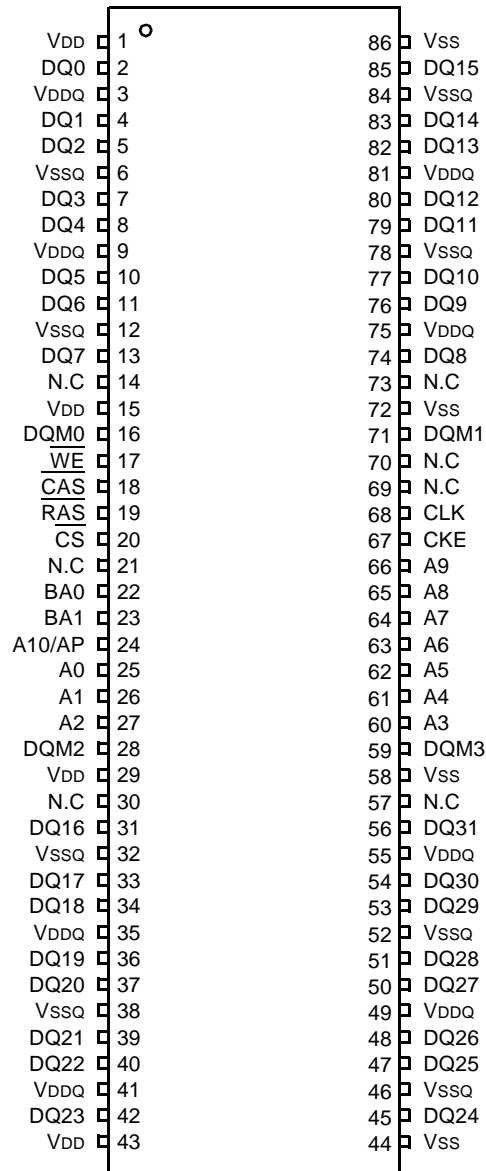 VDD 1 86 VSS
DQ0 2 85 DQ15
VDDQ 3 84 VSSQ
DQ1 4 83 DQ14
DQ2 5 82 DQ13
VSSQ 6 81 VDDQ
DQ3 7 80 DQ12
DQ4 8 79 DQ11
VDDQ 9 78 VSSQ
DQ5 10 77 DQ10
DQ6 11 76 DQ9
VSSQ 12 75 VDDQ
DQ7 13 74 DQ8
N.C 14 73 N.C
VDD 15 72 VSS
DQM0 16 71 DQM1
W̅E̅ 17 70 N.C
C̅A̅S̅ 18 69 N.C
R̅A̅S̅ 19 68 CLK
C̅S̅ 20 67 CKE
N.C 21 66 A9
BA0 22 65 A8
BA1 23 64 A7
A10/AP 24 63 A6
A0 25 62 A5
A1 26 61 A4
A2 27 60 A3
DQM2 28 59 DQM3
VDD 29 58 VSS
N.C 30 57 N.C
DQ16 31 56 DQ31
VSSQ 32 55 VDDQ
DQ17 33 54 DQ30
DQ18 34 53 DQ29
VDDQ 35 52 VSSQ
DQ19 36 51 DQ28
DQ20 37 50 DQ27
VSSQ 38 49 VDDQ
DQ21 39 48 DQ26
DQ22 40 47 DQ25
VDDQ 41 46 VSSQ
DQ23 42 45 DQ24
VDD 43 44 VSS